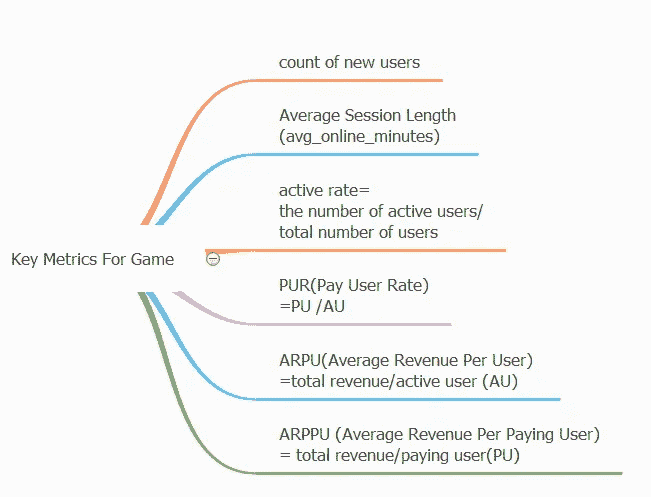 count of new users
Average Session Length
(avg_online_minutes)
active rate=
the number of active users/
total number of users
Key Metrics For Game
PUR(Pay User Rate)
=PU /AU
ARPU(Average Revenue Per User)
=total revenue/active user (AU)
ARPPU (Average Revenue Per Paying User)
= total revenue/paying user(PU)